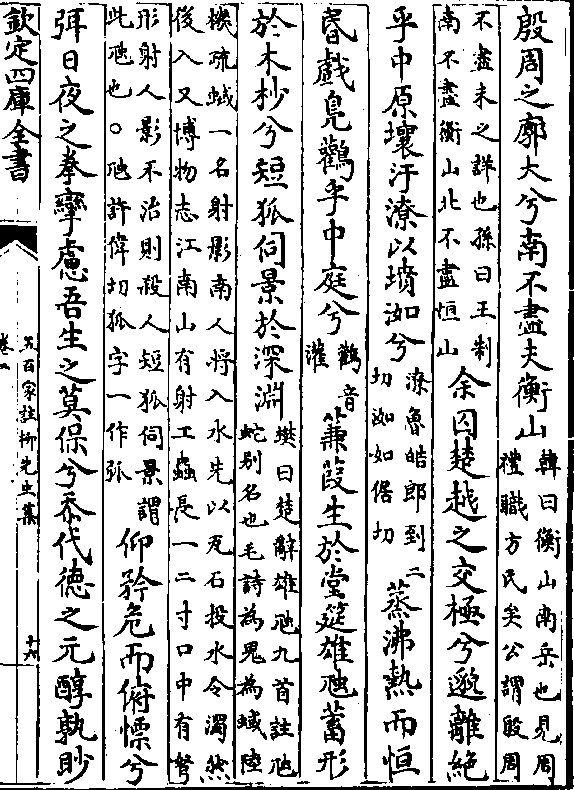 殷周之廓大兮南不盡夫衡山
韓曰衡山南岳也見周
禮職方氏矣公謂殷周
不盡未之詳也孫曰王制
南不盡衡山北不盡恒山
余囚楚越之交極兮邈離絶
乎中原壤汙潦以墳洳兮
潦魯皓郎到二
切洳如倨切
蒸沸熱而恒
昬戲鳧鸛乎中庭兮
鸛音
灌
蒹葭生於堂筵雄虺蓄形
於木杪兮短狐伺景於深淵
樊曰楚辭雄虺九首註虺
蛇别名也毛詩為鬼為蜮陸
機疏蜮一名射影南人将入水先以瓦石投水令濁然
後入又博物志江南山有射工蟲長一二寸口中有弩
形射人影不治則殺人短狐伺景謂
此虺也○虺許偉切狐字一作弧
仰矜危而俯慄兮
弭日夜之拳攣慮吾生之莫保兮忝代德之元醇孰眇
欽定四庫全書
五百家註柳先生集
十六